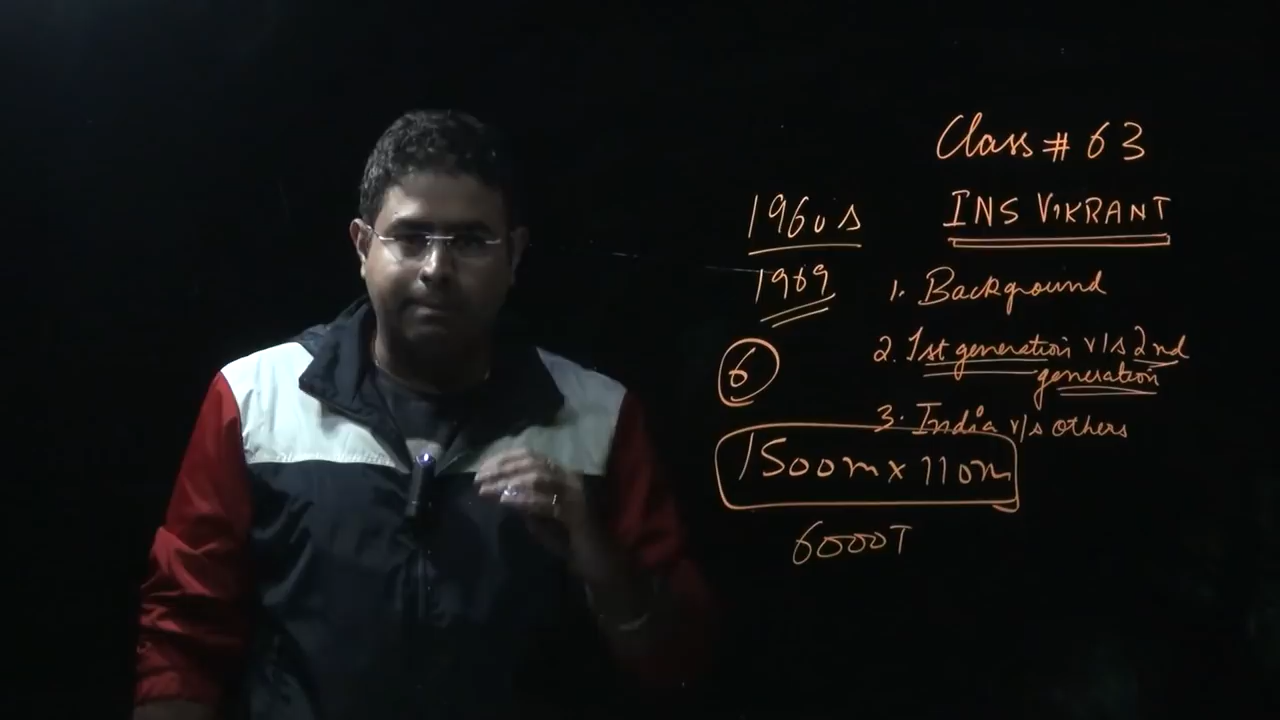 Class # 63
INS VIKRANT
1960s
1969
6
1. Background
2. 1st generation v/s 2nd
generation
3. India v/s others
1500m x 110m
6000T